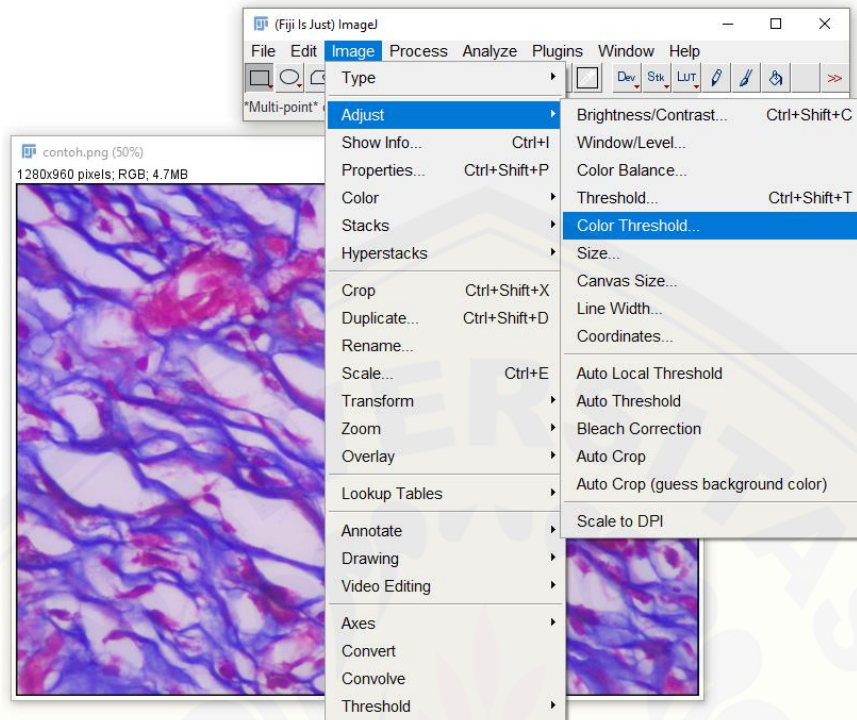 (Fiji Is Just) ImageJ
File Edit Image Process Analyze Plugins Window Help
Dev Stk LUT >>
*Multi-point*
contoh.png (50%)
1280x960 pixels; RGB; 4.7MB
Type
Adjust
Show Info... Ctrl+I
Properties... Ctrl+Shift+P
Color
Stacks
Hyperstacks
Crop Ctrl+Shift+X
Duplicate... Ctrl+Shift+D
Rename...
Scale... Ctrl+E
Transform
Zoom
Overlay
Lookup Tables
Annotate
Drawing
Video Editing
Axes
Convert
Convolve
Threshold
Brightness/Contrast... Ctrl+Shift+C
Window/Level...
Color Balance...
Threshold... Ctrl+Shift+T
Color Threshold...
Size...
Canvas Size...
Line Width...
Coordinates...
Auto Local Threshold
Auto Threshold
Bleach Correction
Auto Crop
Auto Crop (guess background color)
Scale to DPI